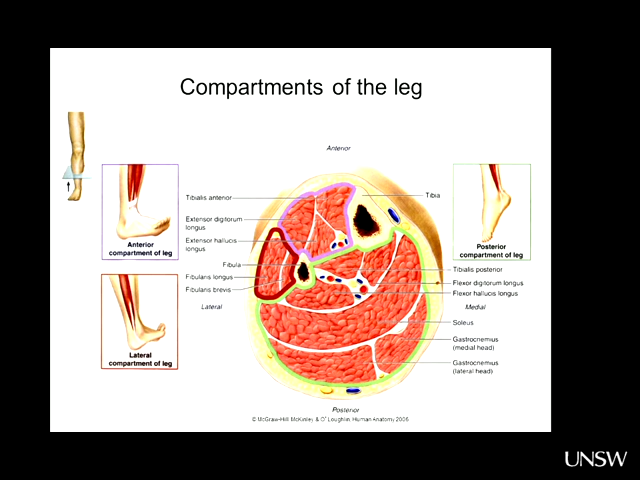 Compartments of the leg
Anterior
Tibialis anterior
Tibia
Extensor digitorum
longus
Extensor hallucis
longus
Fibula
Fibularis longus
Fibularis brevis
Lateral
Anterior
compartment of leg
Lateral
compartment of leg
Posterior
compartment of leg
Tibialis posterior
Flexor digitorum longus
Flexor hallucis longus
Medial
Soleus
Gastrocnemius
(medial head)
Gastrocnemius
(lateral head)
Posterior
© McGraw-Hill McKinley & O' Loughlin: Human Anatomy 2006
UNSW